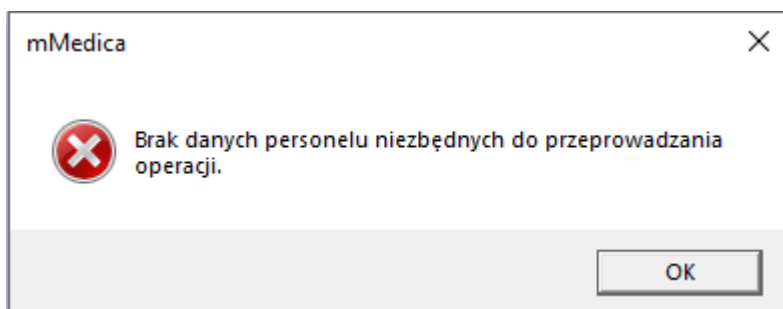 mMedica
Brak danych personelu niezbędnych do przeprowadzania
operacji.
OK